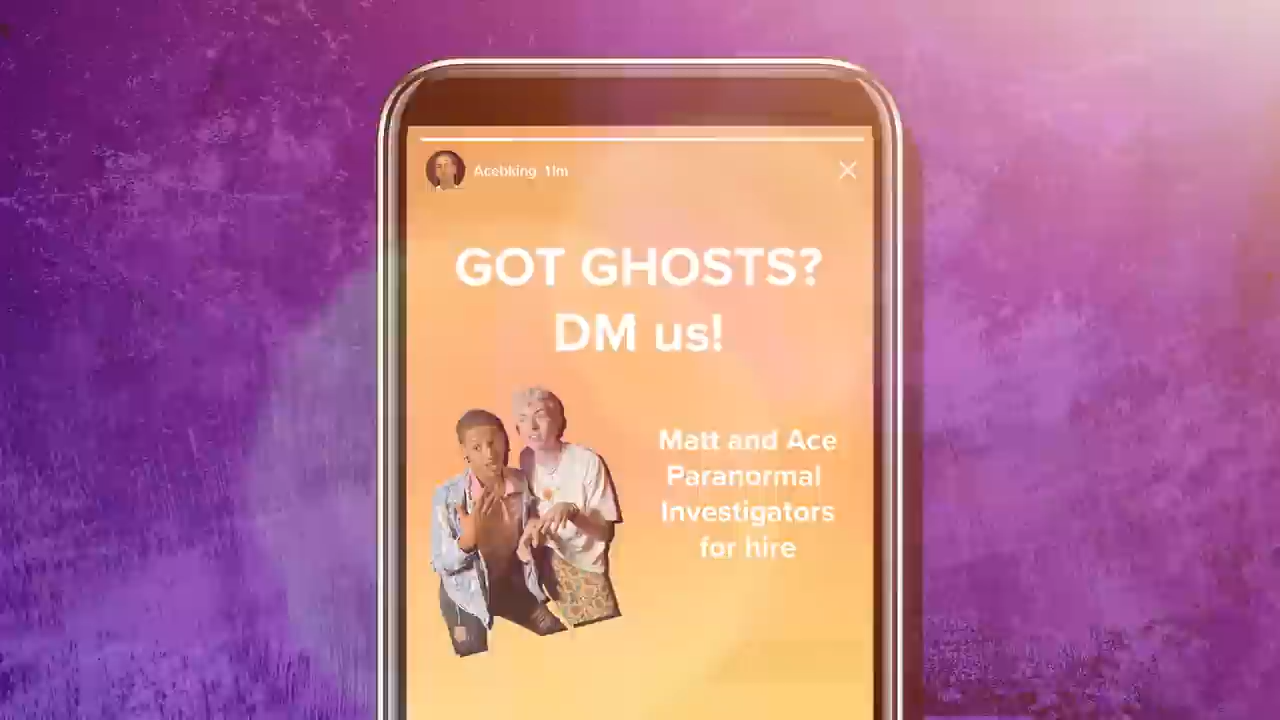 Acebking 11m
GOT GHOSTS?
DM us!
Matt and Ace
Paranormal
Investigators
for hire